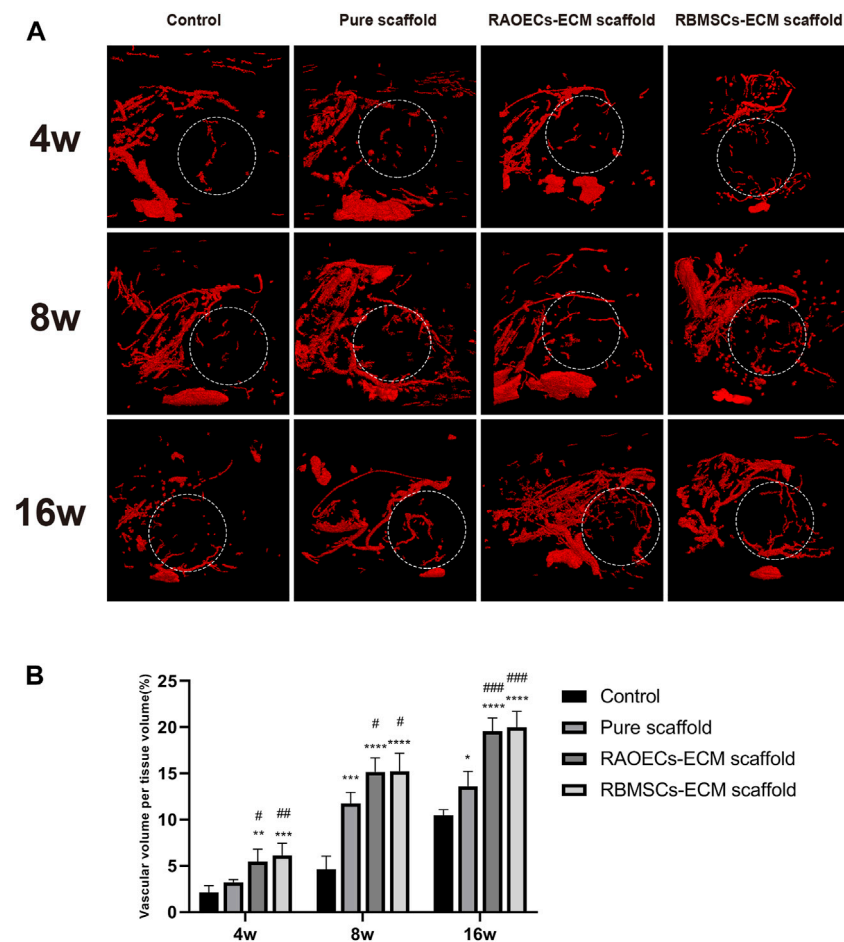 A
Control Pure scaffold RAOECs-ECM scaffold RBMSCs-ECM scaffold
4w
8w
16w
B
Vascular volume per tissue volume(%)
25
20
15
10
5
0
# ##
** ***
# #
*** **** ****
### ###
* **** ****
4w 8w 16w
Control
Pure scaffold
RAOECs-ECM scaffold
RBMSCs-ECM scaffold